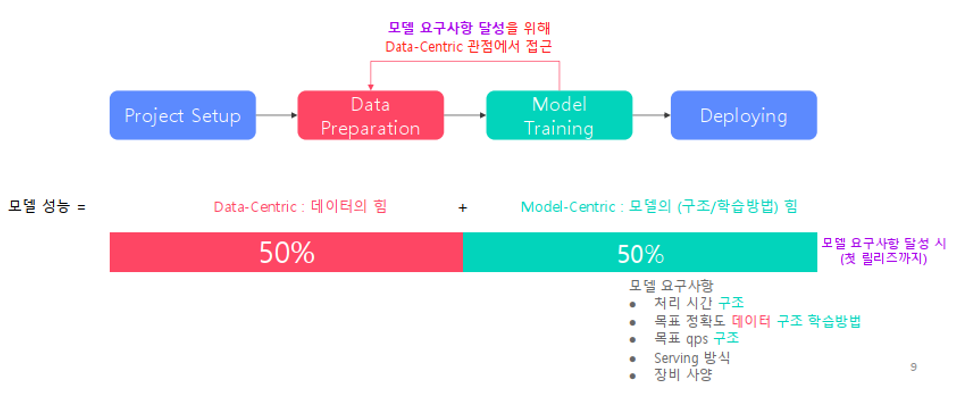 모델 요구사항 달성을 위해
Data-Centric 관점에서 접근
Project Setup
Data
Preparation
Model
Training
Deploying
모델 성능 =
Data-Centric : 데이터의 힘
+
Model-Centric : 모델의 (구조/학습방법) 힘
50%
50%
모델 요구사항 달성 시
(첫 릴리즈까지)
모델 요구사항
● 처리 시간 구조
● 목표 정확도 데이터 구조 학습방법
● 목표 qps 구조
● Serving 방식
● 장비 사양
9